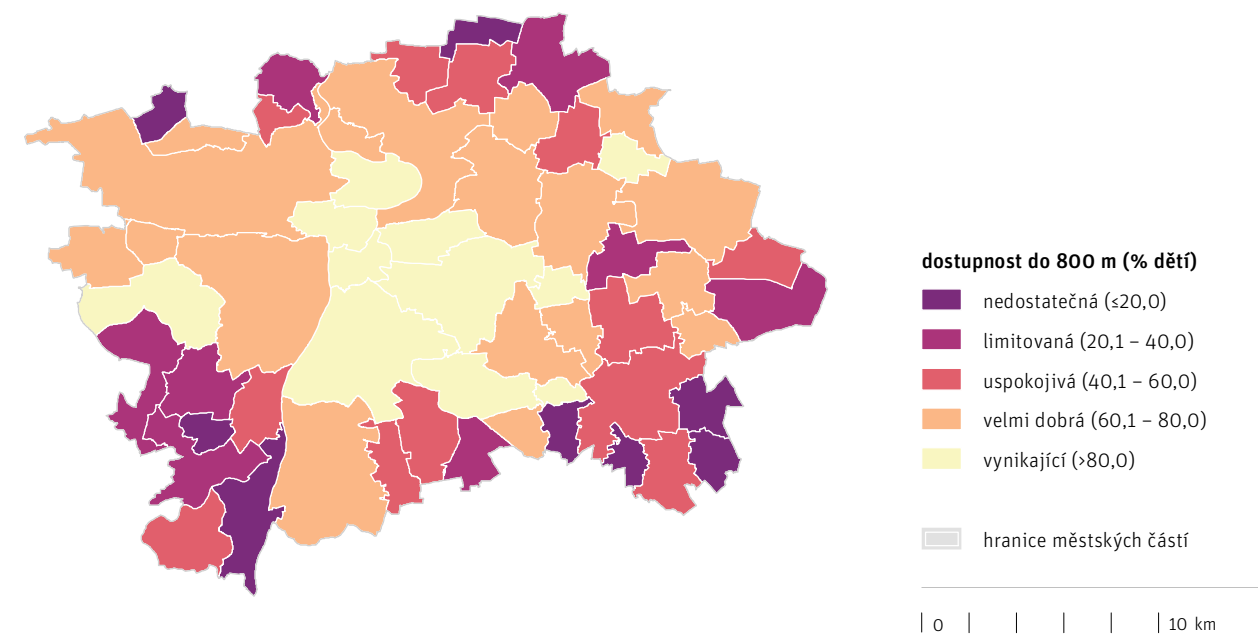 dostupnost do 800 m (% dětí)
nedostatečná (≤20,0)
limitovaná (20,1 – 40,0)
uspokojivá (40,1 – 60,0)
velmi dobrá (60,1 – 80,0)
vynikající (>80,0)
hranice městských částí
0 10 km